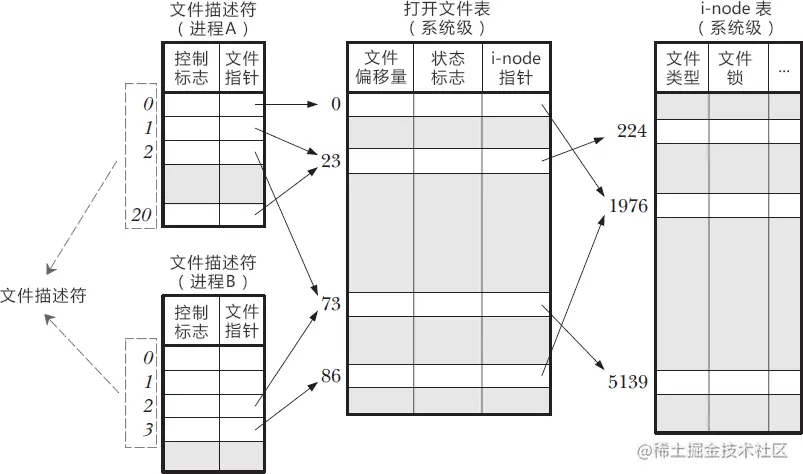 文件描述符
（进程A）
控制
标志
文件
指针
0
1
2
20
文件描述符
文件描述符
（进程B）
控制
标志
文件
指针
0
1
2
3
打开文件表
（系统级）
文件
偏移量
状态
标志
i-node
指针
0
23
73
86
i-node 表
（系统级）
文件
类型
文件
锁
...
224
1976
5139
@稀土掘金技术社区